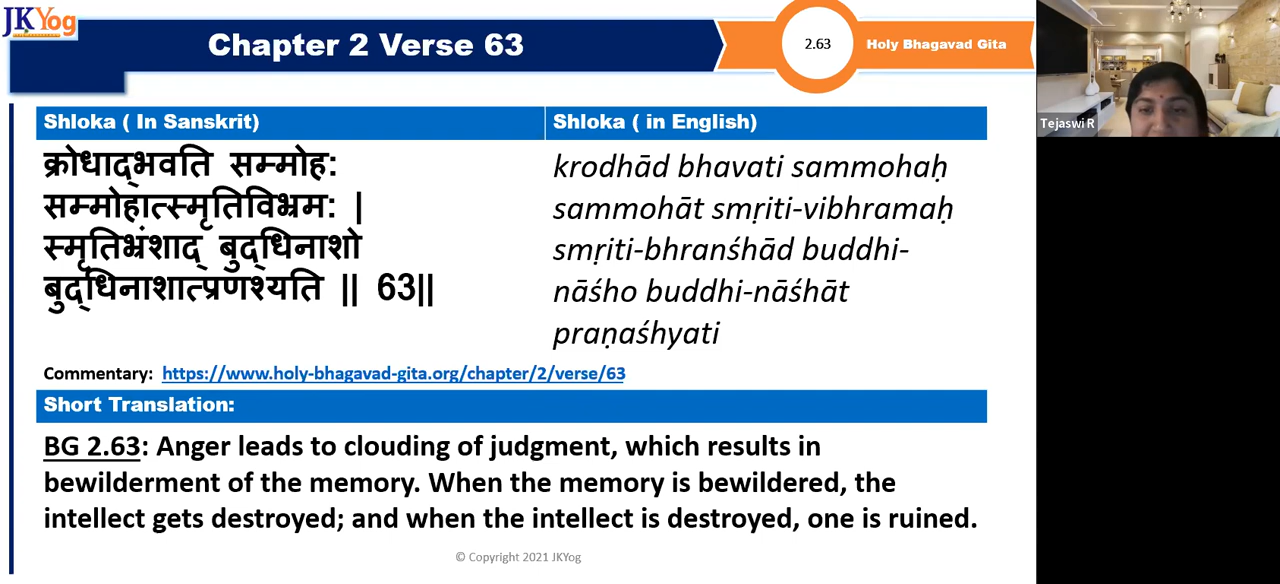 JKYog
Chapter 2 Verse 63
2.63
Holy Bhagavad Gita
Tejaswi R
Shloka ( In Sanskrit)
Shloka ( in English)
क्रोधाद्भवति सम्मोह:
सम्मोहात्स्मृतिविभ्रम: |
स्मृतिभ्रंशाद् बुद्धिनाशो
बुद्धिनाशात्प्रणश्यति || 63||
krodhād bhavati sammohaḥ
sammohāt smṛiti-vibhramaḥ
smṛiti-bhranśhād buddhi-
nāśho buddhi-nāśhāt
praṇaśhyati
Commentary: https://www.holy-bhagavad-gita.org/chapter/2/verse/63
Short Translation:
BG 2.63: Anger leads to clouding of judgment, which results in
bewilderment of the memory. When the memory is bewildered, the
intellect gets destroyed; and when the intellect is destroyed, one is ruined.
© Copyright 2021 JKYog